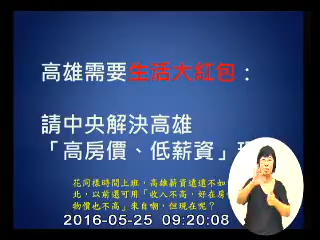 高雄需要生活大紅包：
請中央解決高雄
「高房價、低薪資」
花同樣時間上班，高雄薪資遠遠不如
此，以前還可用「收入不高，好在房
物價也不高」來自嘲，但現在呢？
2016-05-25 09:20:08